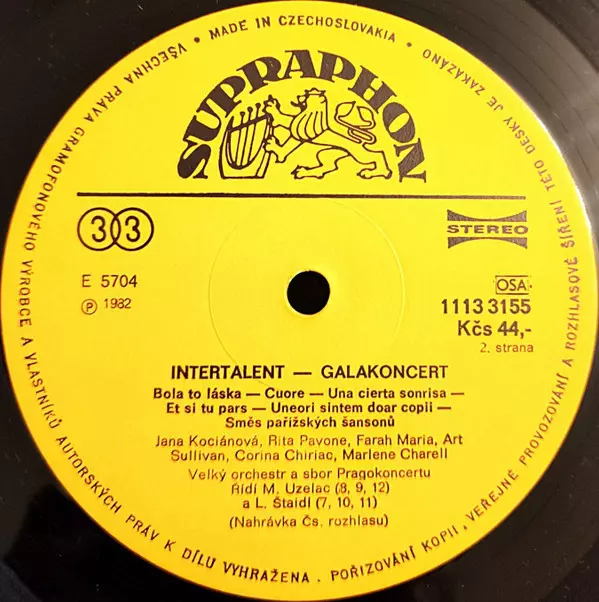 • MADE IN CZECHOSLOVAKIA •
VŠECHNA PRÁVA GRAMOFONOVÉHO VÝROBCE A VLASTNÍKŮ AUTORSKÝCH PRÁV K DÍLU VYHRAŽENA. POŘIZOVÁNÍ KOPIÍ, VEŘEJNÉ PROVOZOVÁNÍ A ROZHLASOVÉ ŠÍŘENÍ TÉTO DESKY JE ZAKÁZÁNO
SUPRAPHON
33
STEREO
E 5704
℗ 1982
OSA
1113 3155
Kčs 44,-
2. strana
INTERTALENT — GALAKONCERT
Bola to láska — Cuore — Una cierta sonrisa —
Et si tu pars — Uneori sintem doar copii —
Směs pařížských šansonů
Jana Kociánová, Rita Pavone, Farah Maria, Art
Sullivan, Corina Chiriac, Marlene Charell
Velký orchestr a sbor Pragokoncertu
Řídí M. Uzelac (8, 9, 12)
a L. Štaidl (7, 10, 11)
(Nahrávka Čs. rozhlasu)